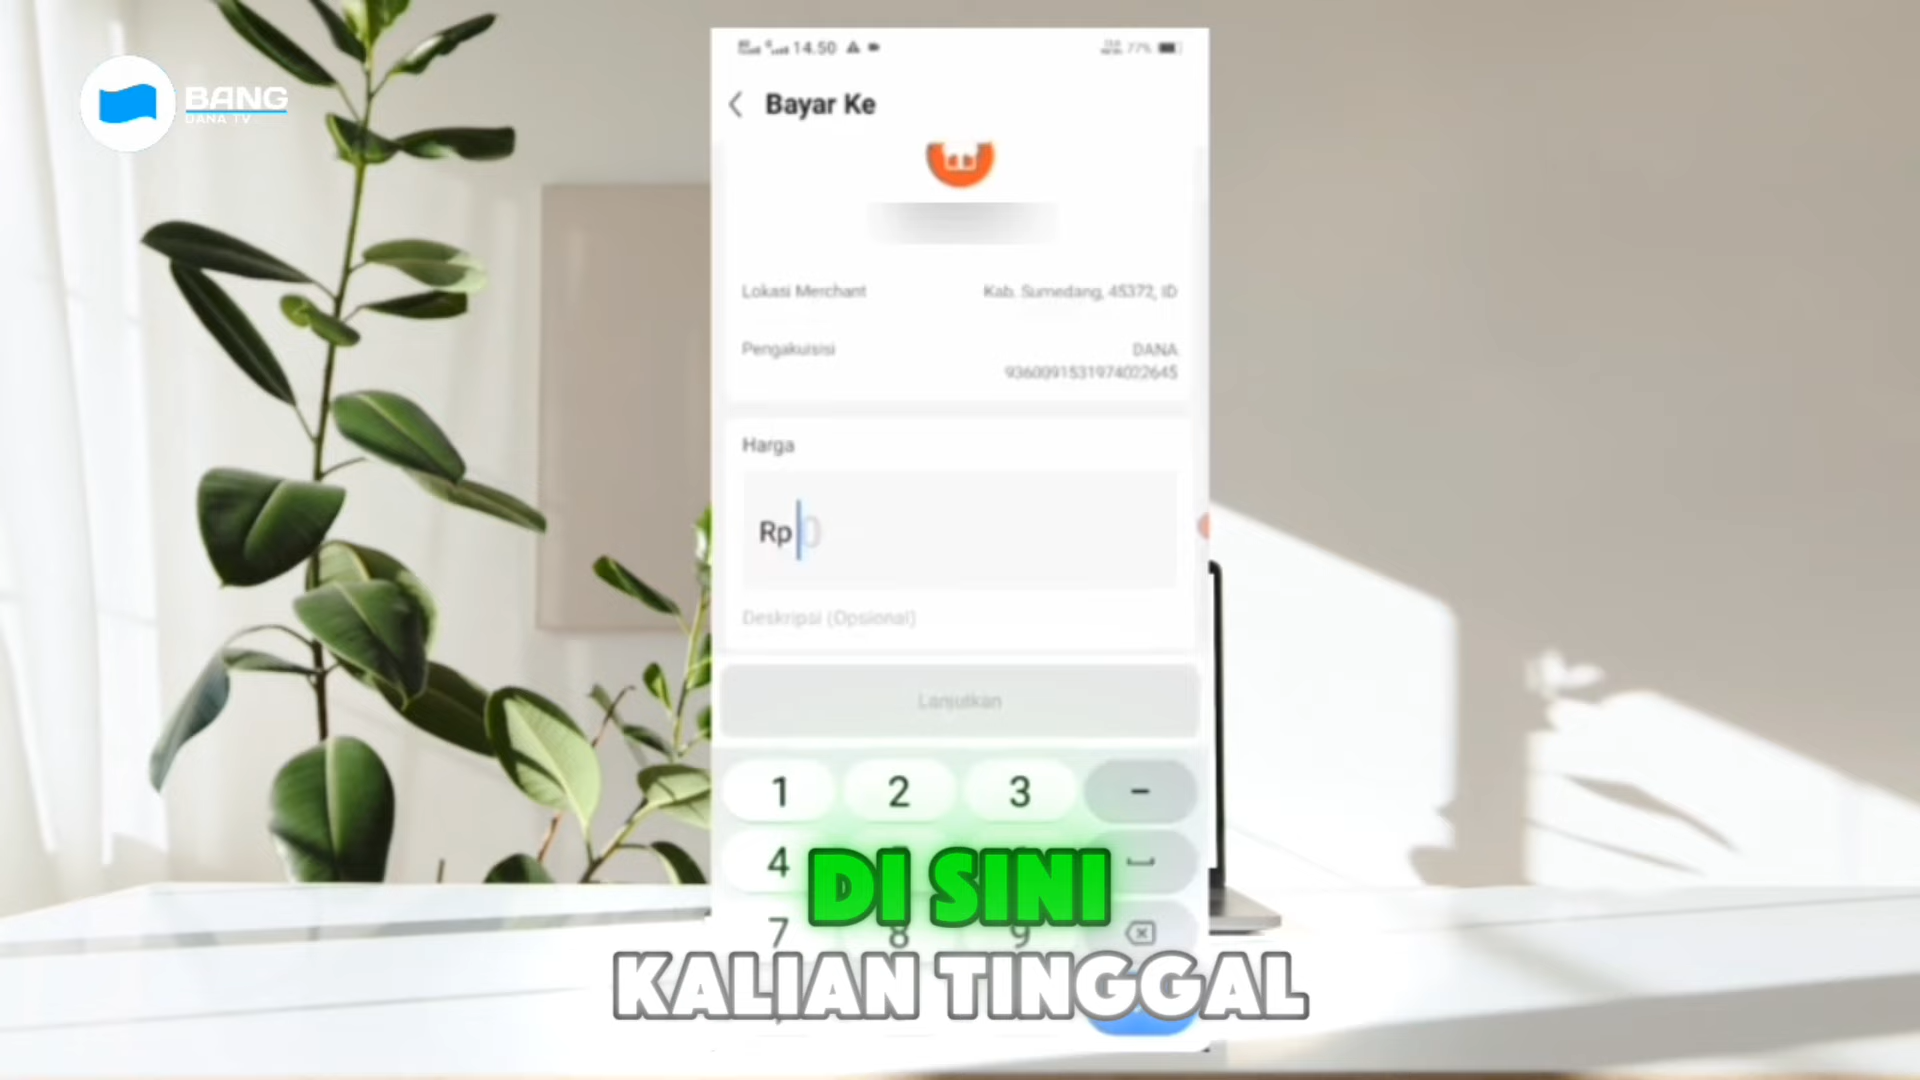 BANG
DANA TV
14.50
77%
Bayar Ke
Lokasi Merchant
Kab. Sumedang, 45372, ID
Pengakuisisi
DANA
9360091531974022645
Harga
Rp 0
Deskripsi (Opsional)
Lanjutkan
1 2 3 -
4
DI SINI
7 8 9
KALIAN TINGGAL